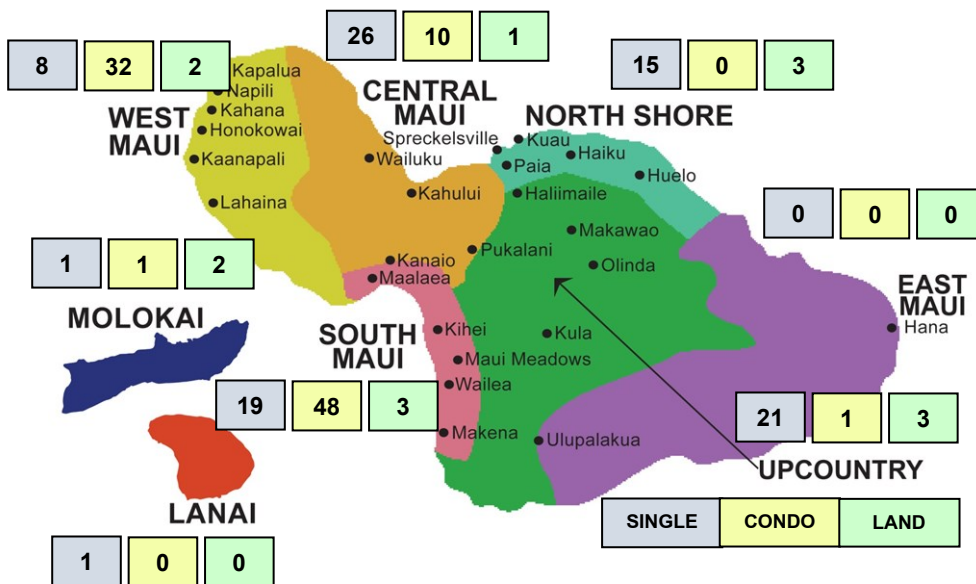 26 10 1
8 32 2
15 0 3
Kapalua
Napili
Kahana
Honokowai
Kaanapali
Lahaina
WEST
MAUI
CENTRAL
MAUI
Spreckelsville
Wailuku
Kahului
NORTH SHORE
Kuau
Paia
Haiku
Huelo
Haliimaile
0 0 0
Makawao
Pukalani
Olinda
1 1 2
Kanaio
Maalaea
EAST
MAUI
Hana
MOLOKAI
SOUTH
MAUI
Kihei
Kula
Maui Meadows
Wailea
19 48 3
Makena
Ulupalakua
21 1 3
UPCOUNTRY
LANAI
1 0 0
SINGLE CONDO LAND